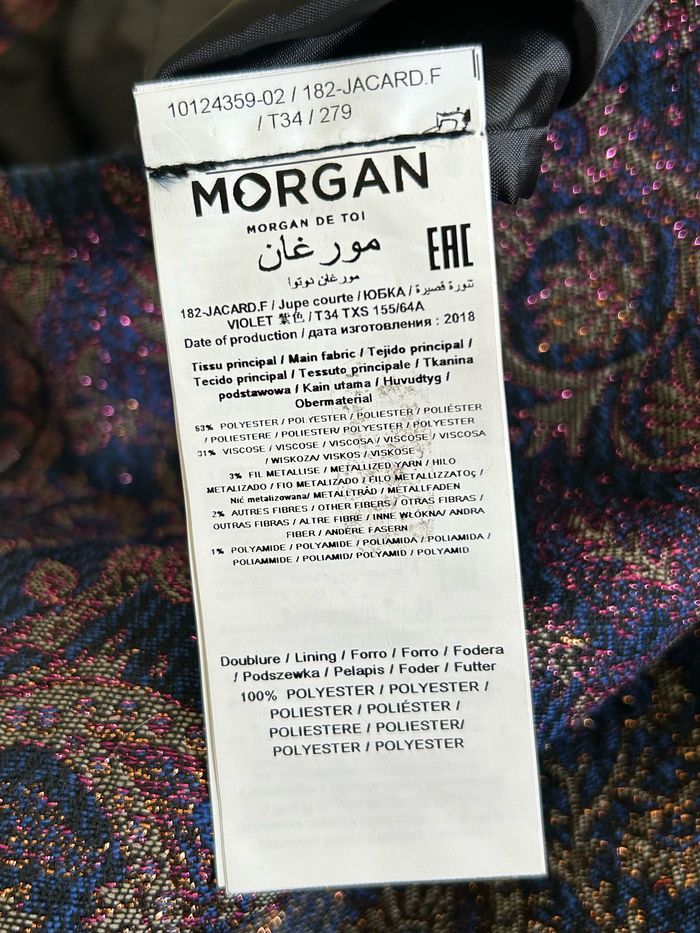 10124359-02 / 182-JACARD.F
/ T34 / 279
MORGAN
MORGAN DE TOI
مورغان
EAC
مورغان دوتوا
182-JACARD.F / Jupe courte / ЮБКА / تنورة قصيرة /
VIOLET 紫色 / T34 TXS 155/64A
Date of production / дата изготовления : 2018
Tissu principal / Main fabric / Tejido principal /
Tecido principal / Tessuto principale / Tkanina
podstawowa / Kain utama / Huvudtyg /
Obermaterial
63% POLYESTER / POLYESTER / POLIESTER / POLIÉSTER
/ POLIESTERE / POLIESTER/ POLYESTER / POLYESTER
31% VISCOSE / VISCOSE / VISCOSA / VISCOSE / VISCOSA
/ WISKOZA/ VISKOS / VISKOSE
3% FIL METALLISE / METALLIZED YARN / HILO
METALIZADO / FIO METALIZADO / FILO METALLIZZATOç /
Nić metalizowana/ METALLTRÅD / METALLFADEN
2% AUTRES FIBRES / OTHER FIBERS / OTRAS FIBRAS /
OUTRAS FIBRAS / ALTRE FIBRE / INNE WŁÓKNA/ ANDRA
FIBER / ANDERE FASERN
1% POLYAMIDE / POLYAMIDE / POLIAMIDA / POLIAMIDA /
POLIAMMIDE / POLIAMID/ POLYAMID / POLYAMID
Doublure / Lining / Forro / Forro / Fodera
/ Podszewka / Pelapis / Foder / Futter
100% POLYESTER / POLYESTER /
POLIESTER / POLIÉSTER /
POLIESTERE / POLIESTER/
POLYESTER / POLYESTER